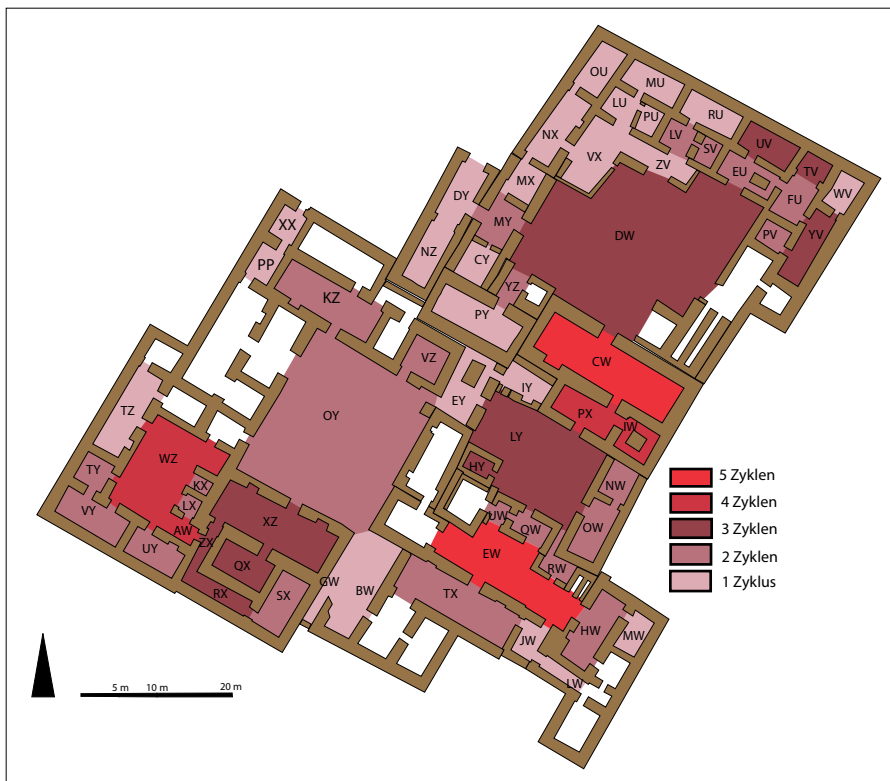 OU
MU
LU
PU
RU
NX
LV
SV
UV
VX
ZV
EU
TV
WV
MX
FU
DY
MY
PV
YV
DW
XX
NZ
CY
PP
YZ
KZ
PY
VZ
CW
IY
EY
TZ
OY
PX
IW
LY
WZ
HY
TY
KX
NW
LX
VY
UW
QW
OW
AW
XZ
ZX
UY
EW
QX
RW
GW
BW
TX
RX
SX
HW
MW
JW
LW
5 Zyklen
4 Zyklen
3 Zyklen
2 Zyklen
1 Zyklus
5 m 10 m 20 m